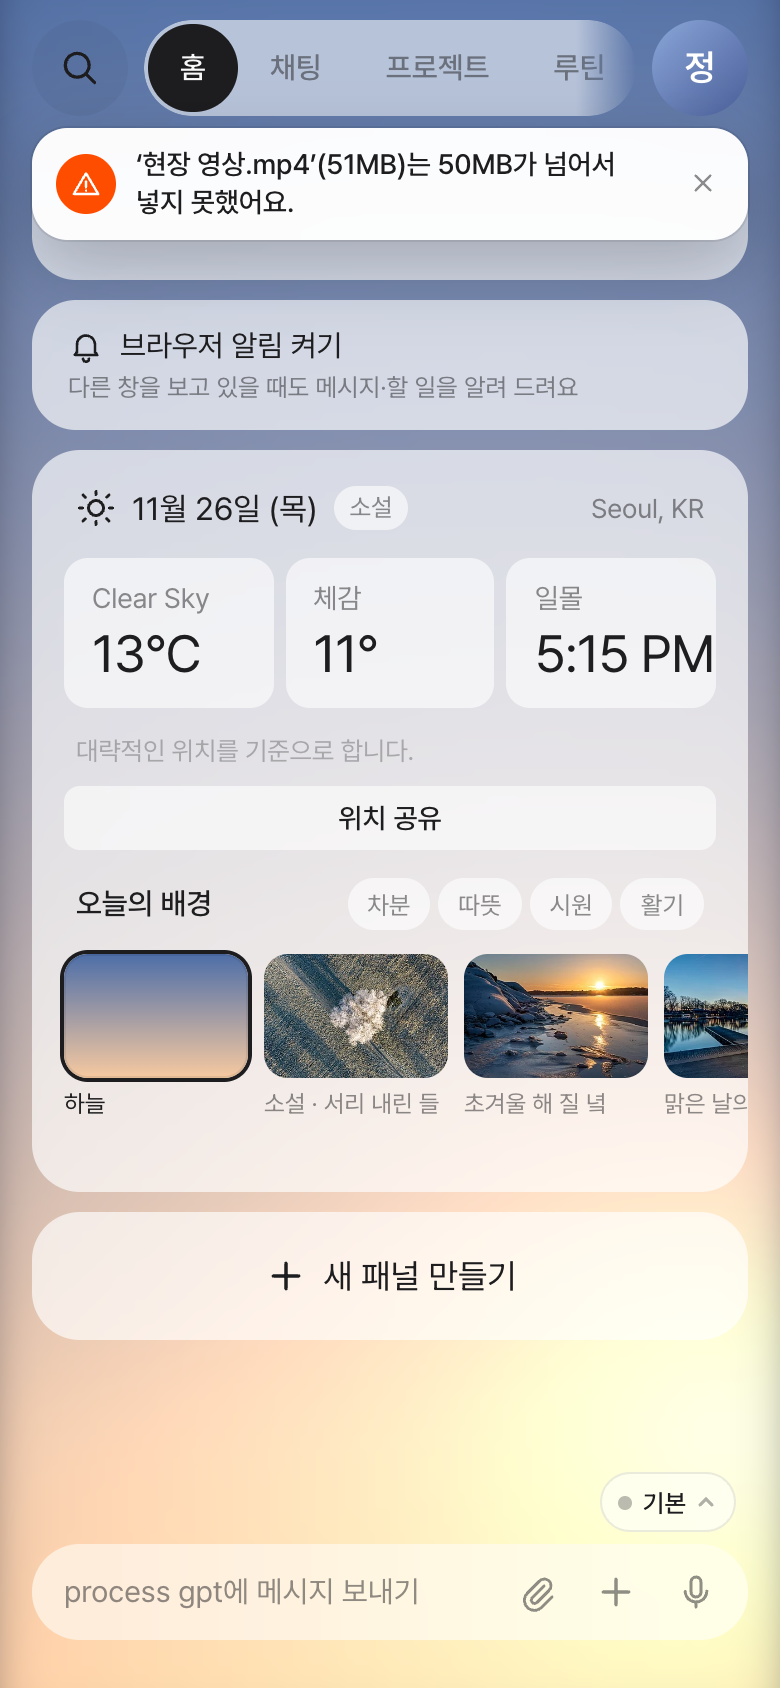 홈
채팅
프로젝트
루틴
정
‘현장 영상.mp4’(51MB)는 50MB가 넘어서
넣지 못했어요.
브라우저 알림 켜기
다른 창을 보고 있을 때도 메시지·할 일을 알려 드려요
11월 26일 (목)
소설
Seoul, KR
Clear Sky
13°C
체감
11°
일몰
5:15 PM
대략적인 위치를 기준으로 합니다.
위치 공유
오늘의 배경
차분
따뜻
시원
활기
하늘
소설 · 서리 내린 들
초겨울 해 질 녘
맑은 날의
새 패널 만들기
기본
process gpt에 메시지 보내기